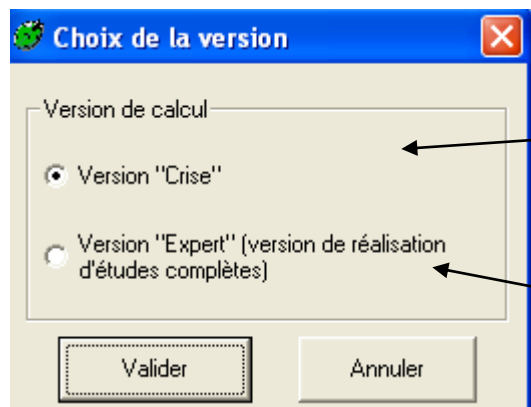 Choix de la version
Version de calcul
Version "Crise"
Version "Expert" (version de réalisation
d'études complètes)
Valider
Annuler